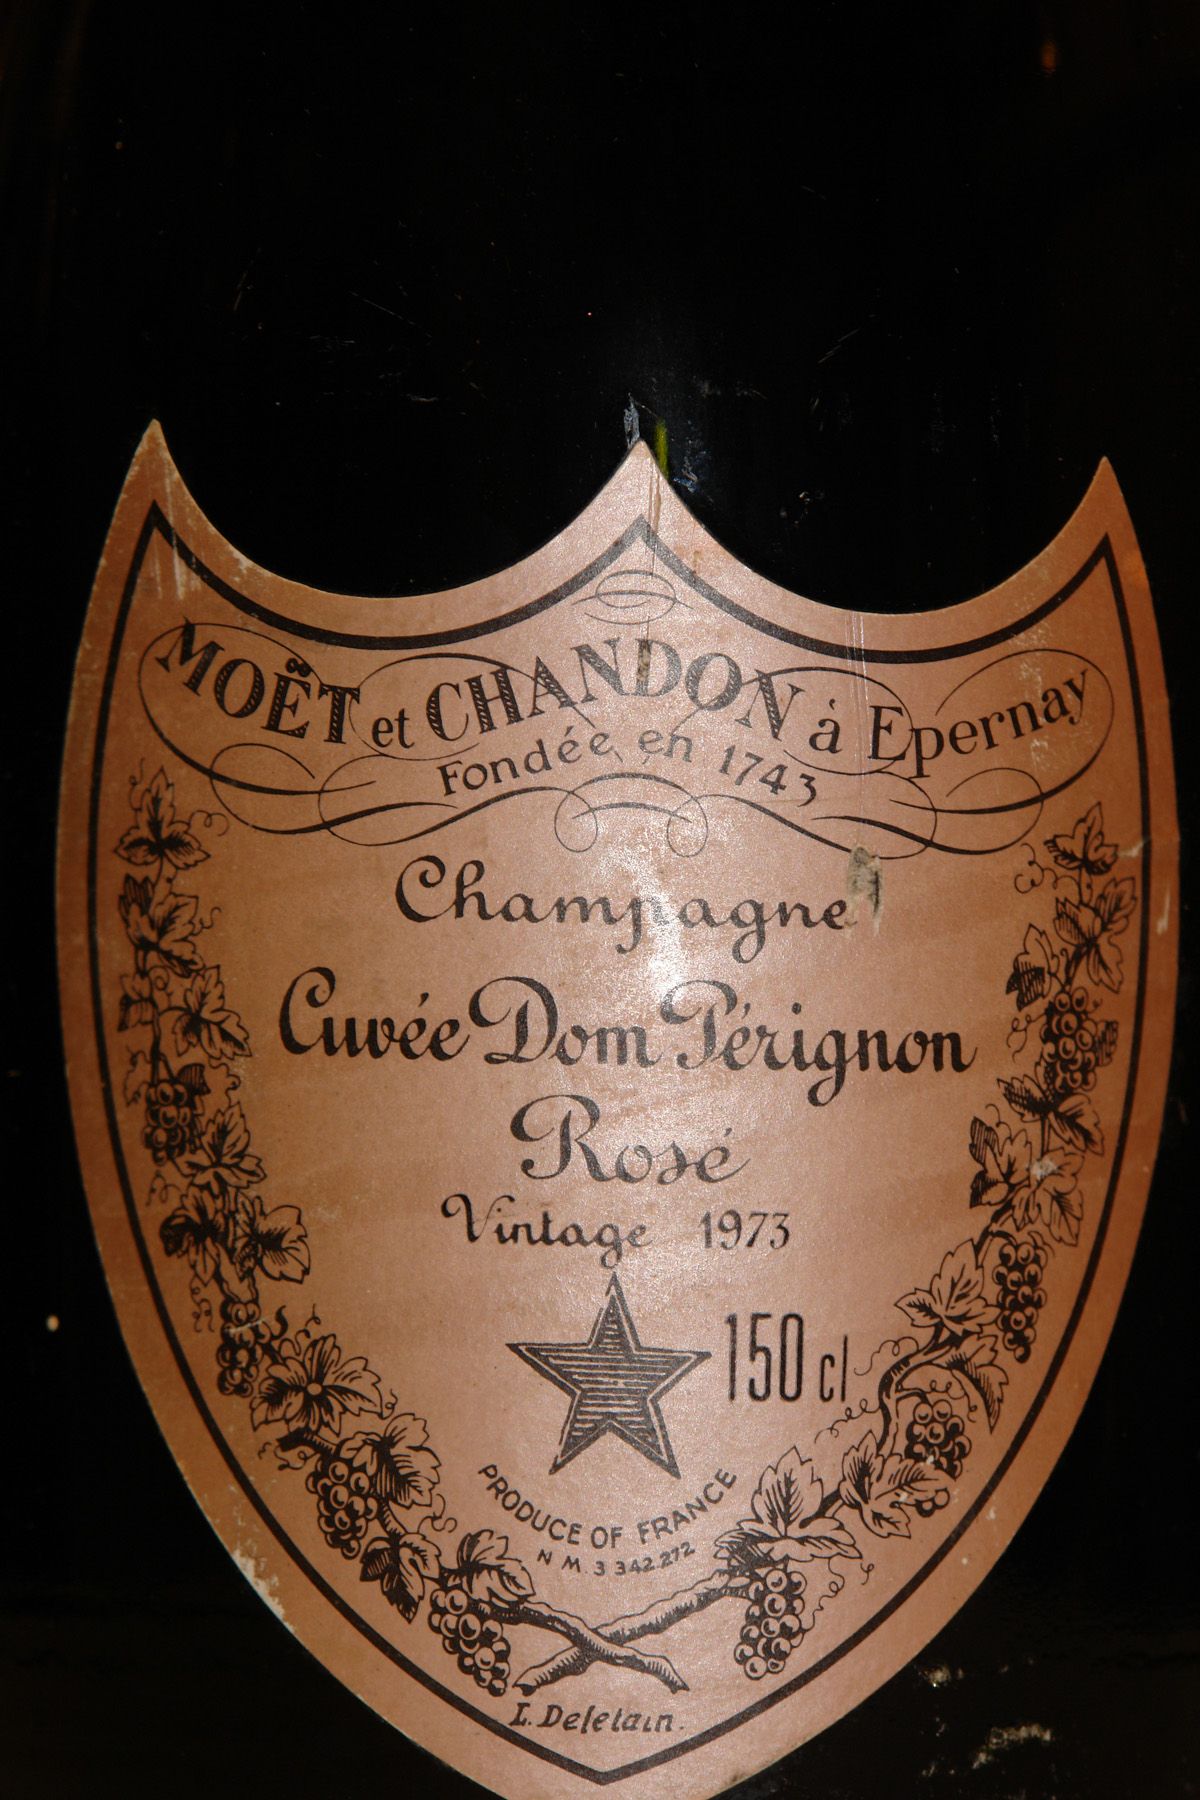 MOËT et CHANDON à Epernay
Fondée en 1743
Champagne
Cuvée Dom Pérignon
Rosé
Vintage 1973
150 cl
PRODUCE OF FRANCE
N M. 3 342.272
L. Deletain.